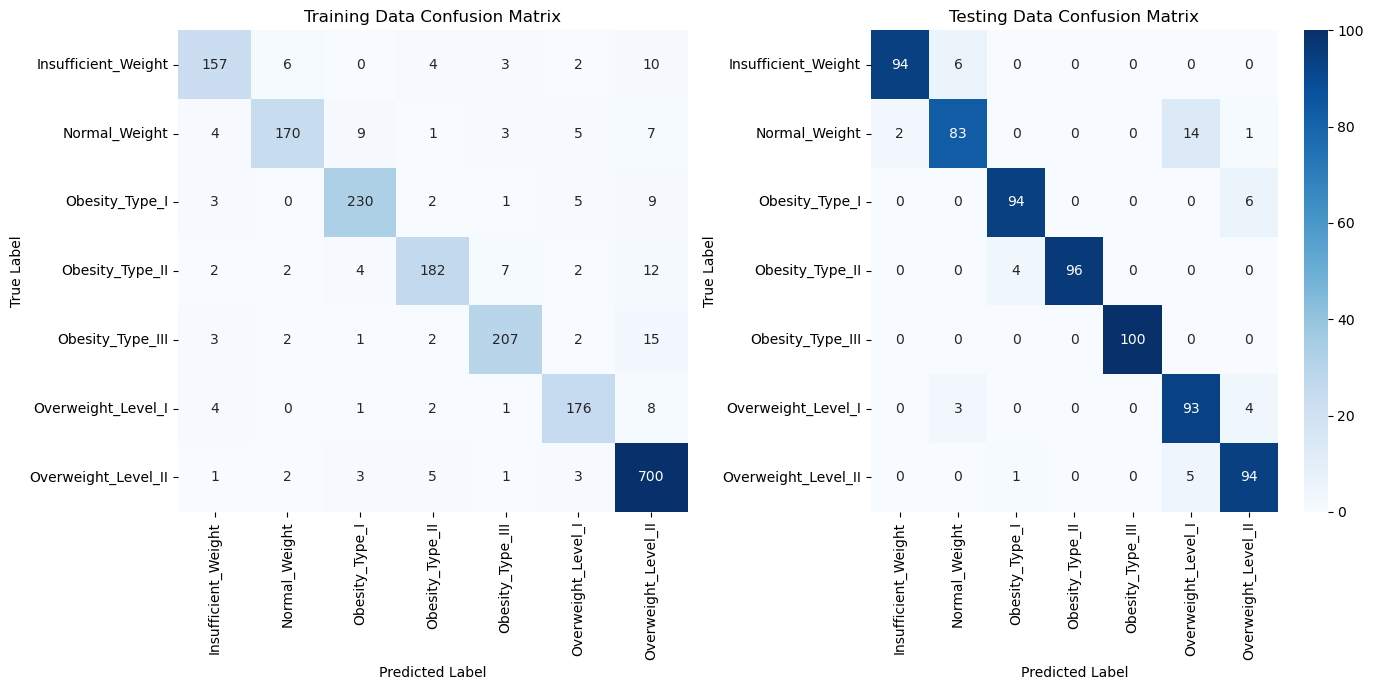 Training Data Confusion Matrix
True Label
Insufficient_Weight 157 6 0 4 3 2 10
Normal_Weight 4 170 9 1 3 5 7
Obesity_Type_I 3 0 230 2 1 5 9
Obesity_Type_II 2 2 4 182 7 2 12
Obesity_Type_III 3 2 1 2 207 2 15
Overweight_Level_I 4 0 1 2 1 176 8
Overweight_Level_II 1 2 3 5 1 3 700
Insufficient_Weight
Normal_Weight
Obesity_Type_I
Obesity_Type_II
Obesity_Type_III
Overweight_Level_I
Overweight_Level_II
Predicted Label
Testing Data Confusion Matrix
True Label
Insufficient_Weight 94 6 0 0 0 0 0
Normal_Weight 2 83 0 0 0 14 1
Obesity_Type_I 0 0 94 0 0 0 6
Obesity_Type_II 0 0 4 96 0 0 0
Obesity_Type_III 0 0 0 0 100 0 0
Overweight_Level_I 0 3 0 0 0 93 4
Overweight_Level_II 0 0 1 0 0 5 94
Insufficient_Weight
Normal_Weight
Obesity_Type_I
Obesity_Type_II
Obesity_Type_III
Overweight_Level_I
Overweight_Level_II
Predicted Label
100
80
60
40
20
0